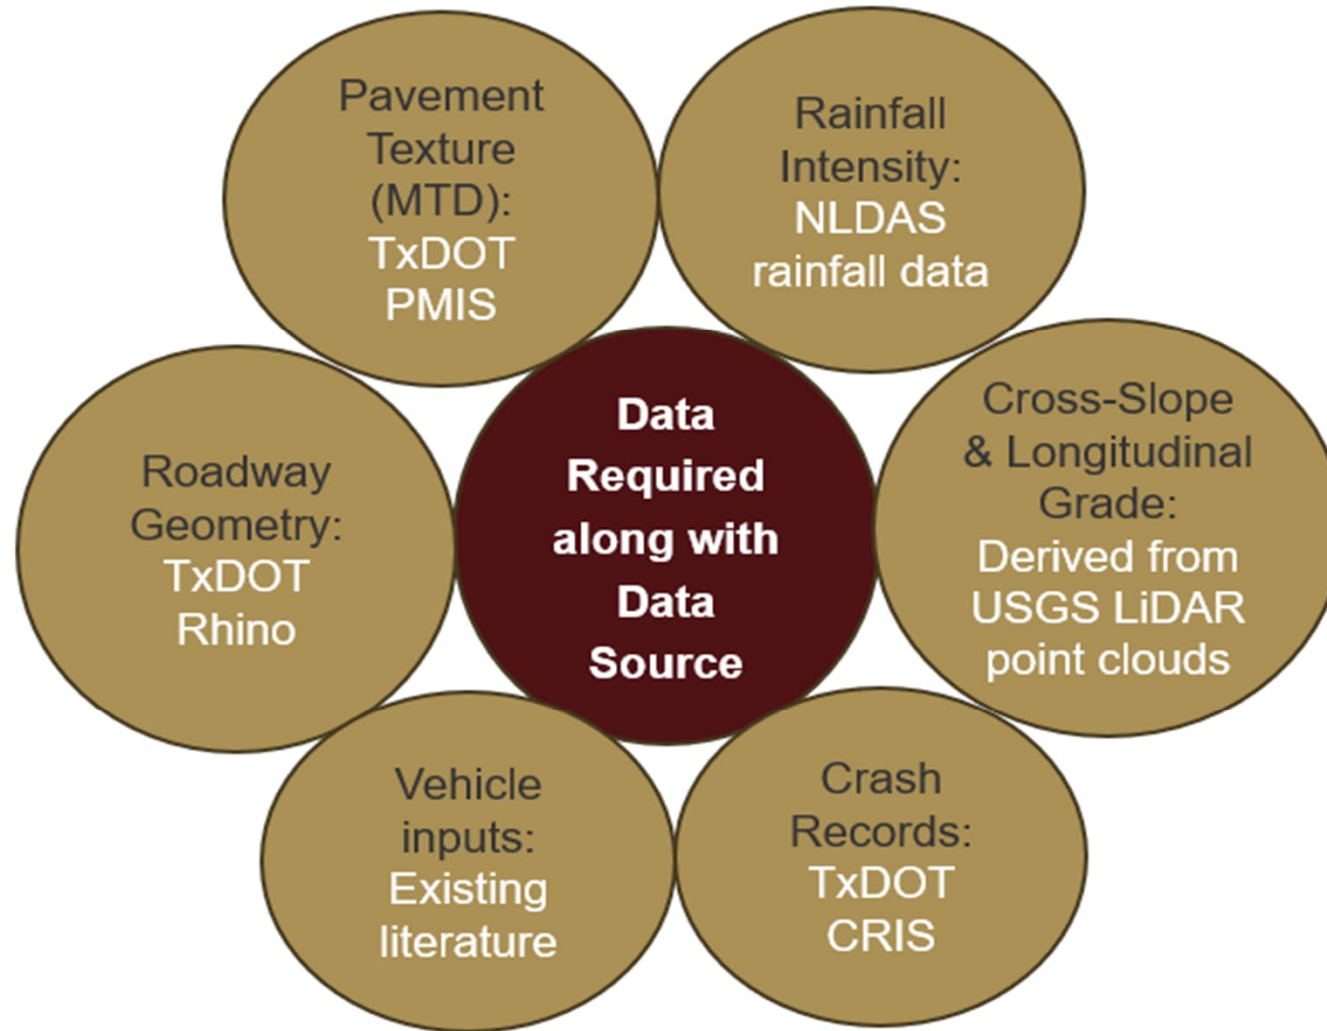 Pavement
Texture
(MTD):
TxDOT
PMIS
Rainfall
Intensity:
NLDAS
rainfall data
Cross-Slope
& Longitudinal
Grade:
Derived from
USGS LiDAR
point clouds
Data
Required
along with
Data
Source
Roadway
Geometry:
TxDOT
Rhino
Vehicle
inputs:
Existing
literature
Crash
Records:
TxDOT
CRIS